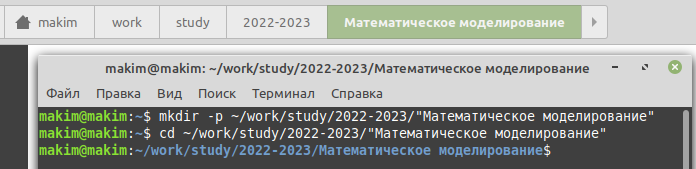 makim work study 2022-2023 Математическое моделирование
makim@makim: ~/work/study/2022-2023/Математическое моделирование
Файл Правка Вид Поиск Терминал Справка
makim@makim:~$ mkdir -p ~/work/study/2022-2023/"Математическое моделирование"
makim@makim:~$ cd ~/work/study/2022-2023/"Математическое моделирование"
makim@makim:~/work/study/2022-2023/Математическое моделирование$